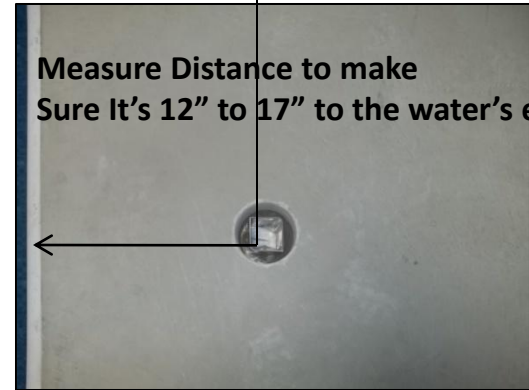 Measure Distance to make
Sure It’s 12” to 17” to the water’s